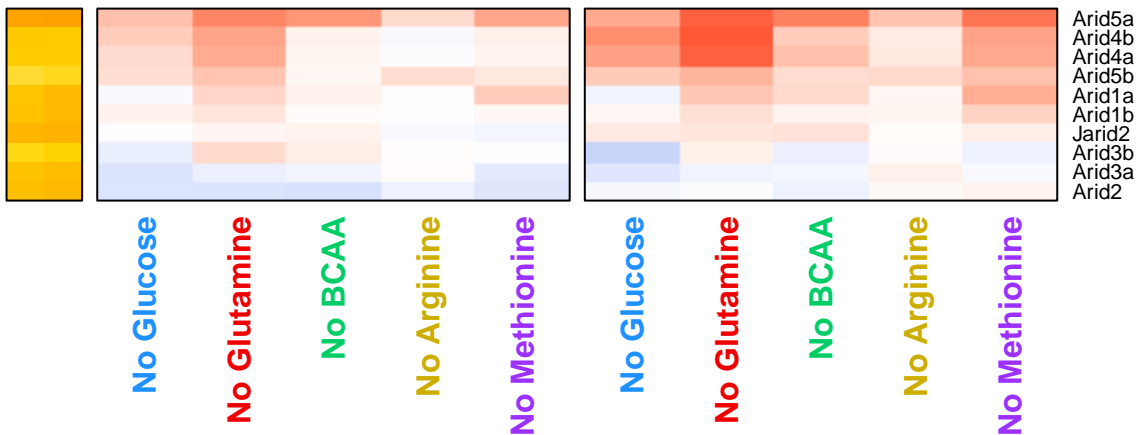 Arid5a
Arid4b
Arid4a
Arid5b
Arid1a
Arid1b
Jarid2
Arid3b
Arid3a
Arid2
No Glucose
No Glutamine
No BCAA
No Arginine
No Methionine
No Glucose
No Glutamine
No BCAA
No Arginine
No Methionine